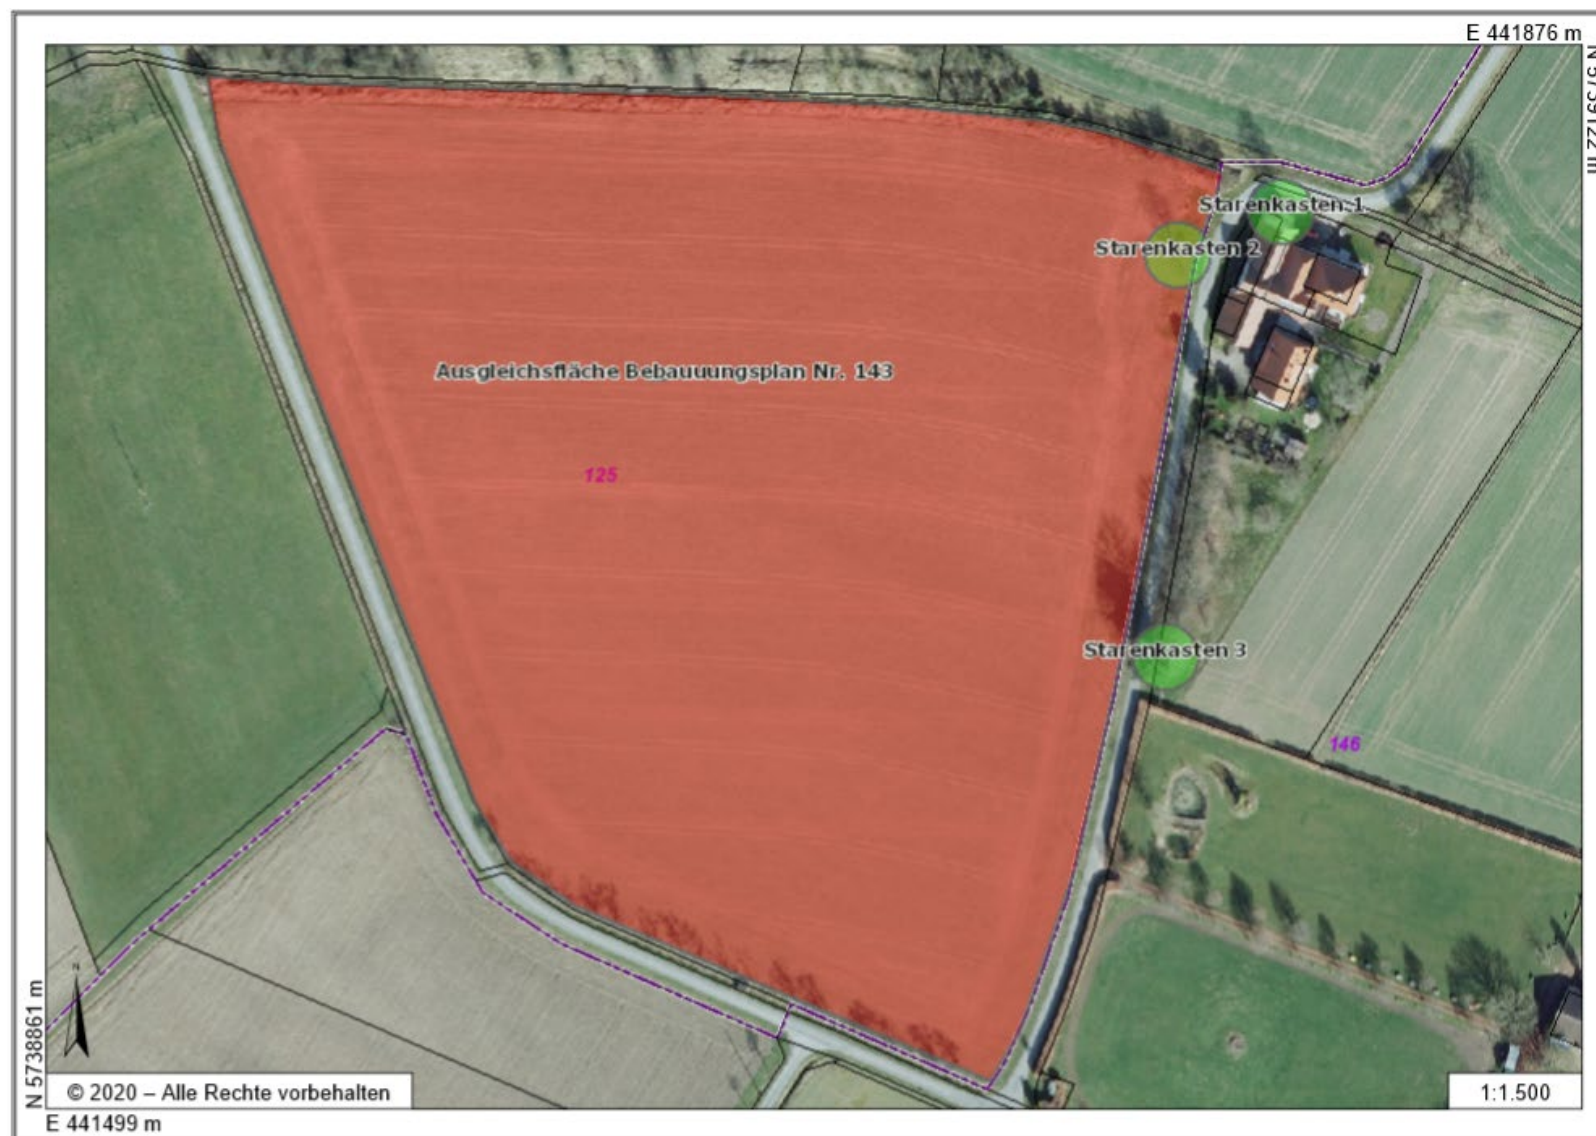 E 441876 m
N 5739122 m
Starenkasten 1
Starenkasten 2
Ausgleichsfläche Bebauuungsplan Nr. 143
125
Starenkasten 3
146
N
N 5738861 m
© 2020 – Alle Rechte vorbehalten
1:1.500
E 441499 m